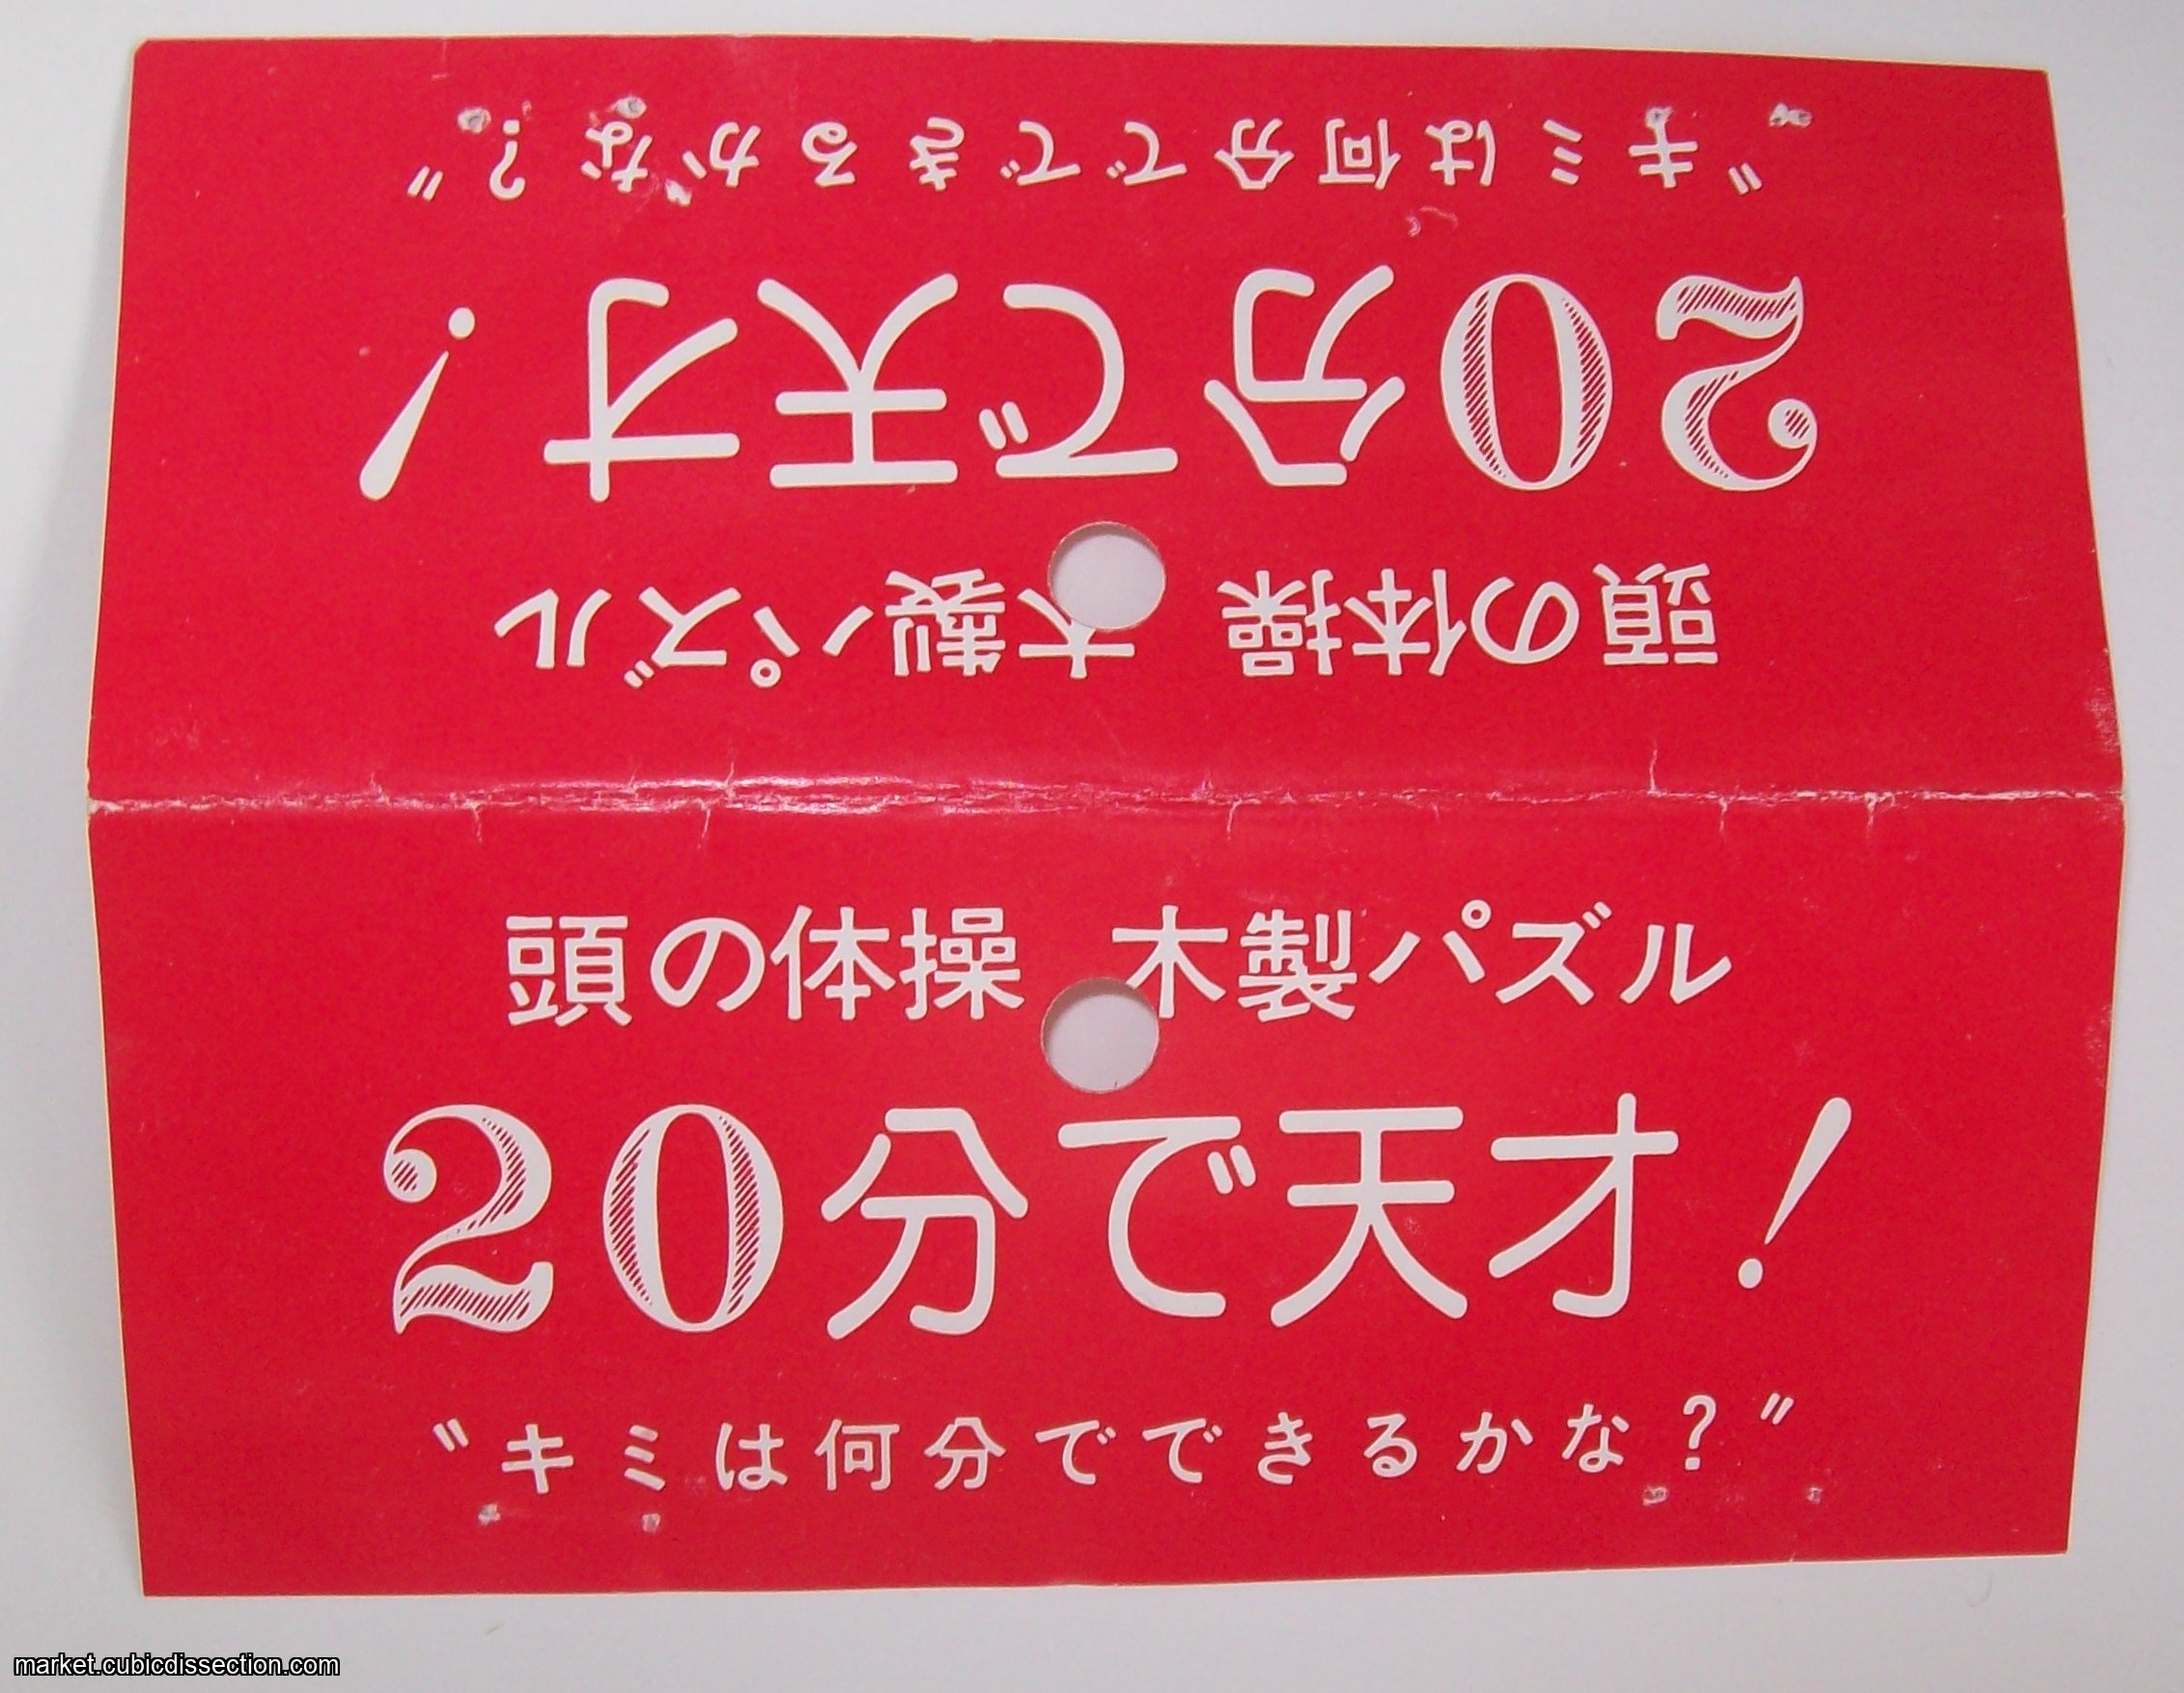 〝キミは何分でできるかな？〞
20分で天才！
頭の体操 木製パズル
頭の体操 木製パズル
20分で天才！
〝キミは何分でできるかな？〞
market.cubicdissection.com